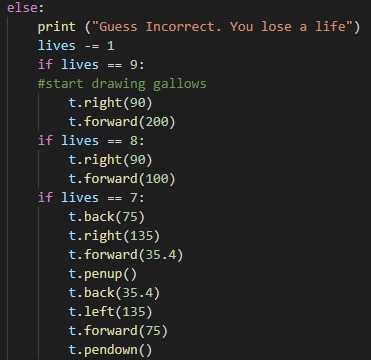 else:
    print ("Guess Incorrect. You lose a life")
    lives -= 1
    if lives == 9:
    #start drawing gallows
        t.right(90)
        t.forward(200)
    if lives == 8:
        t.right(90)
        t.forward(100)
    if lives == 7:
        t.back(75)
        t.right(135)
        t.forward(35.4)
        t.penup()
        t.back(35.4)
        t.left(135)
        t.forward(75)
        t.pendown()